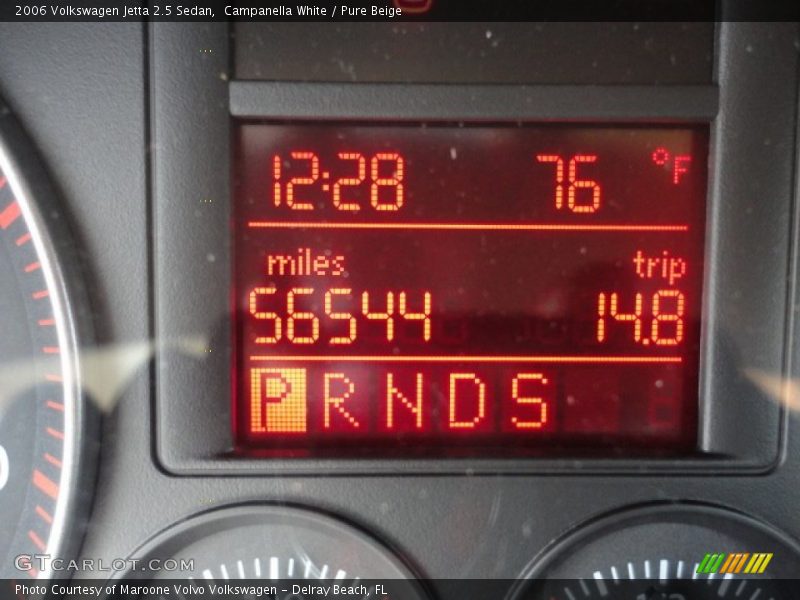 2006 Volkswagen Jetta 2.5 Sedan,  Campanella White / Pure Beige
12:28 76 °F
miles trip
56544 14.8
P R N D S
GTCARLOT.COM
Photo Courtesy of Maroone Volvo Volkswagen - Delray Beach, FL